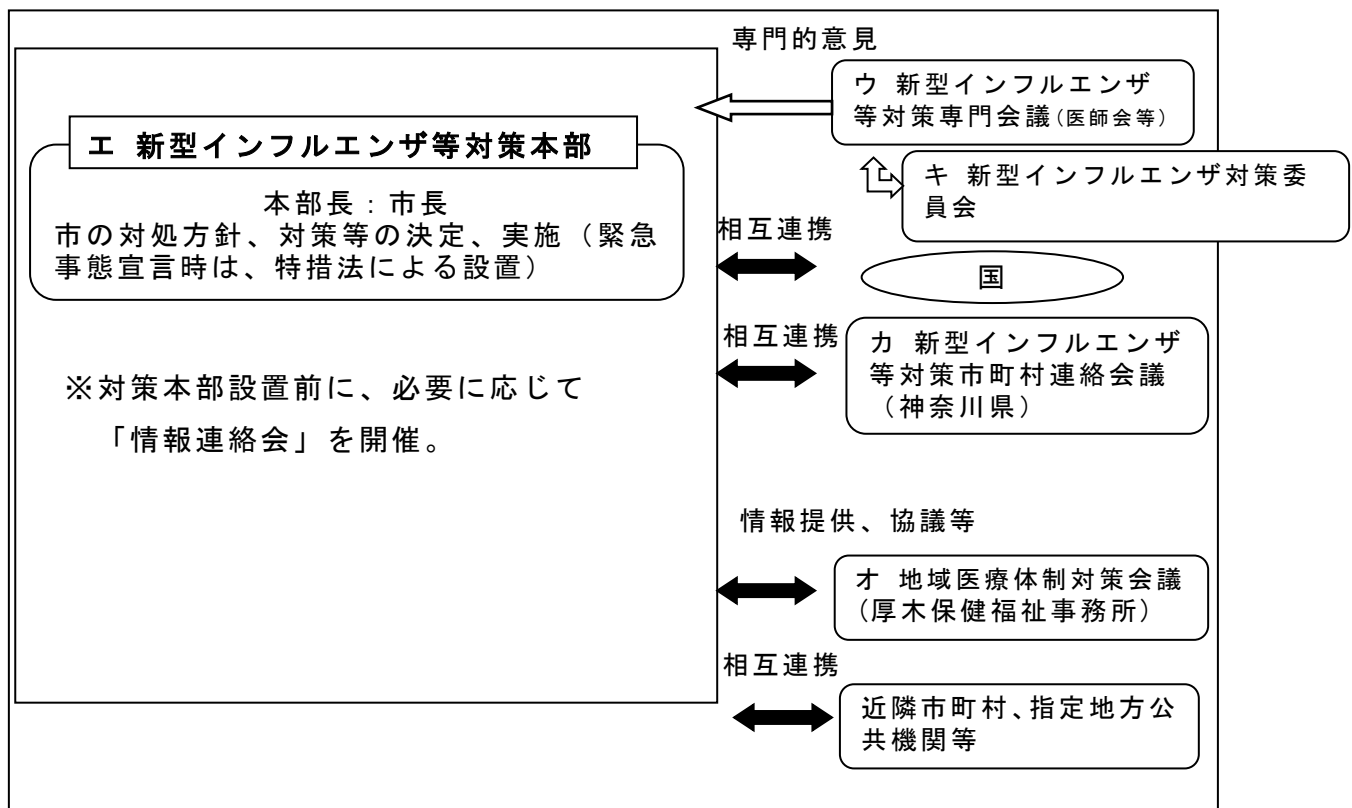 専門的意見
ウ 新型インフルエンザ
等対策専門会議(医師会等)
エ 新型インフルエンザ等対策本部
本部長：市長
市の対処方針、対策等の決定、実施（緊急
事態宣言時は、特措法による設置）
キ 新型インフルエンザ対策委
員会
相互連携
国
相互連携
カ 新型インフルエンザ
等対策市町村連絡会議
（神奈川県）
※対策本部設置前に、必要に応じて
「情報連絡会」を開催。
情報提供、協議等
オ 地域医療体制対策会議
（厚木保健福祉事務所）
相互連携
近隣市町村、指定地方公
共機関等